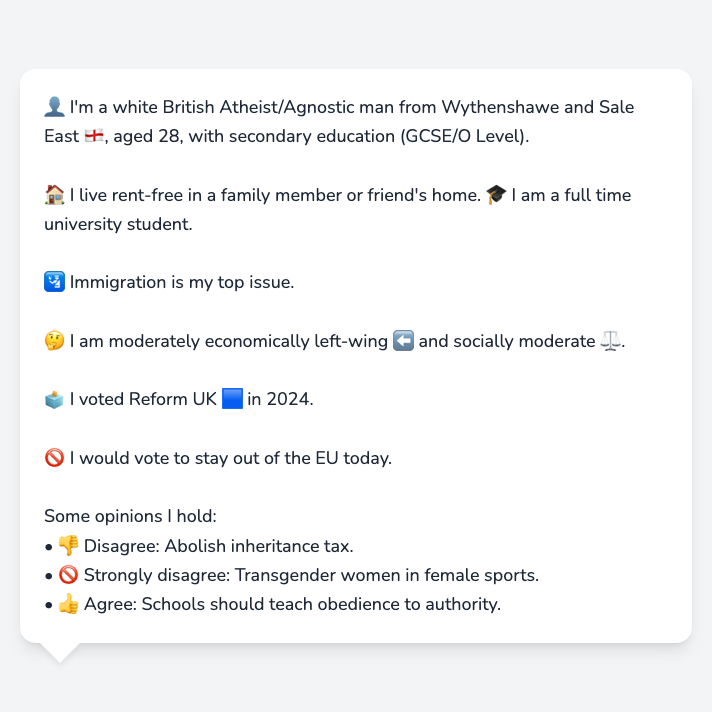 👤 I'm a white British Atheist/Agnostic man from Wythenshawe and Sale
East 🏴󠁧󠁢󠁥󠁮󠁧󠁿, aged 28, with secondary education (GCSE/O Level).
🏠 I live rent-free in a family member or friend's home. 🎓 I am a full time
university student.
🛂 Immigration is my top issue.
🤔 I am moderately economically left-wing ⬅️ and socially moderate ⚖️.
🗳️ I voted Reform UK 🟦 in 2024.
🚫 I would vote to stay out of the EU today.
Some opinions I hold:
• 👎 Disagree: Abolish inheritance tax.
• 🚫 Strongly disagree: Transgender women in female sports.
• 👍 Agree: Schools should teach obedience to authority.